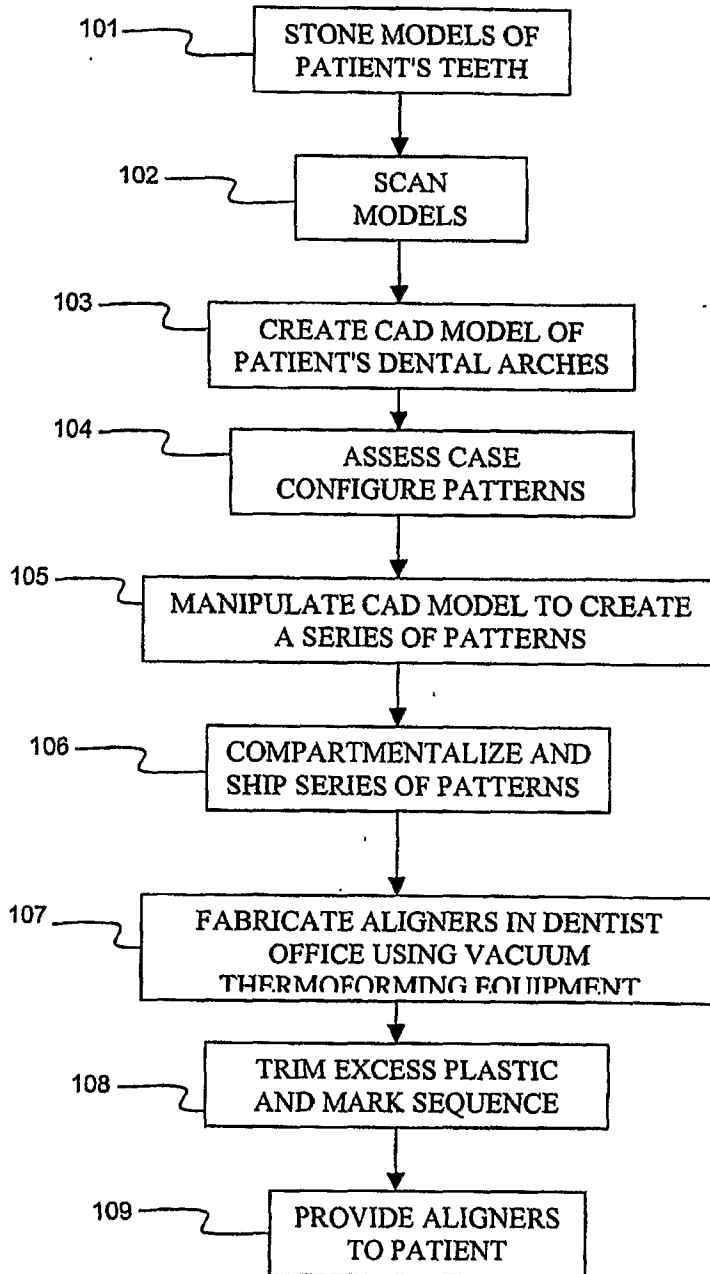 101
STONE MODELS OF
PATIENT'S TEETH
102
SCAN
MODELS
103
CREATE CAD MODEL OF
PATIENT'S DENTAL ARCHES
104
ASSESS CASE
CONFIGURE PATTERNS
105
MANIPULATE CAD MODEL TO CREATE
A SERIES OF PATTERNS
106
COMPARTMENTALIZE AND
SHIP SERIES OF PATTERNS
107
FABRICATE ALIGNERS IN DENTIST
OFFICE USING VACUUM
THERMOFORMING EQUIPMENT
108
TRIM EXCESS PLASTIC
AND MARK SEQUENCE
109
PROVIDE ALIGNERS
TO PATIENT